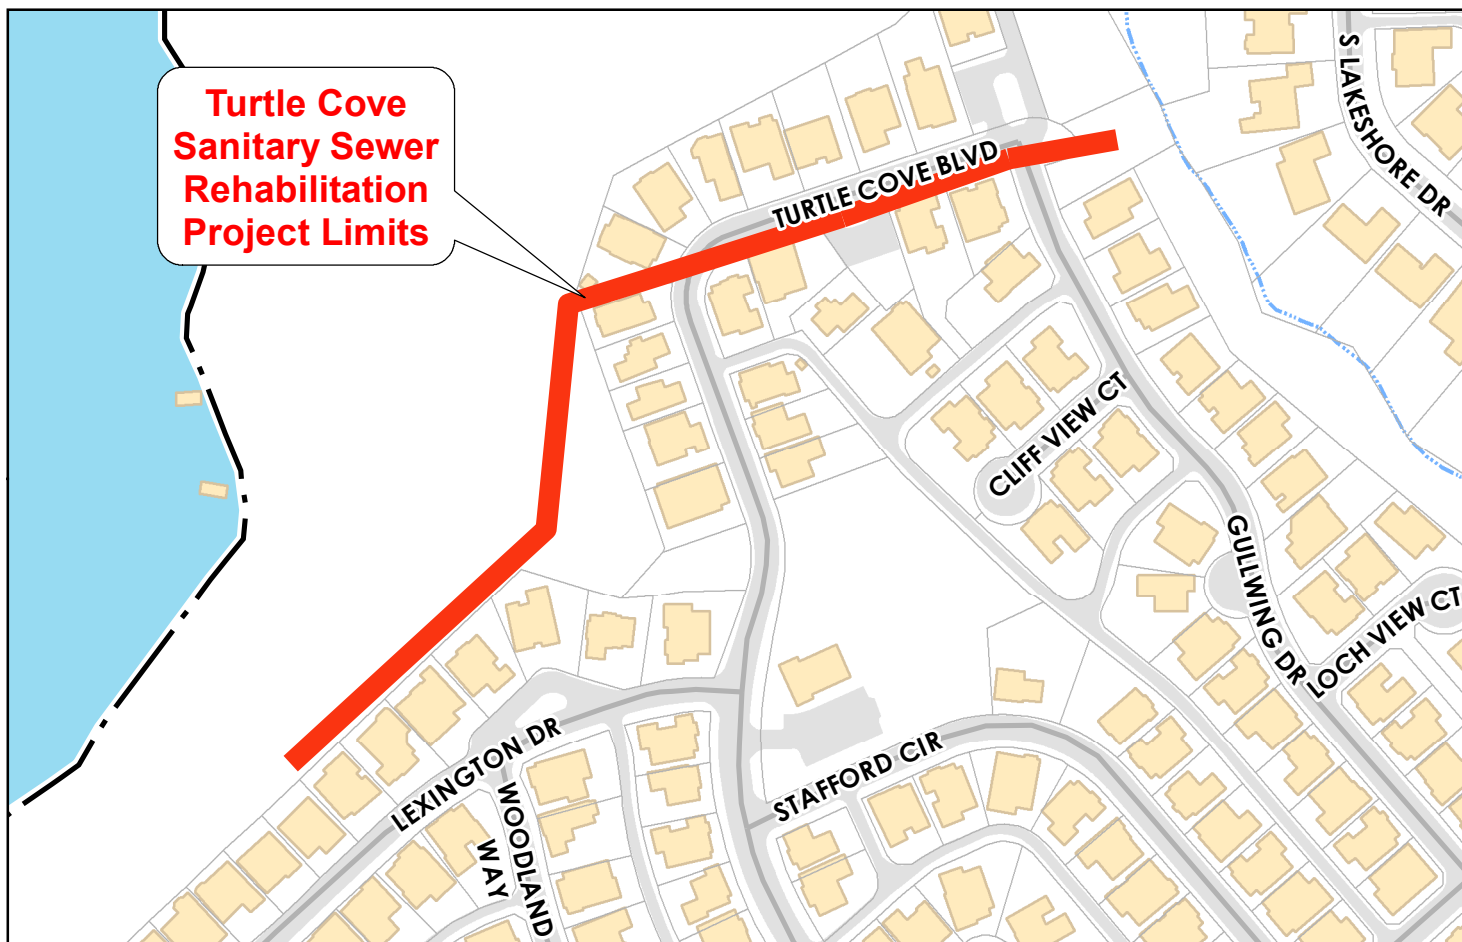 Turtle Cove
Sanitary Sewer
Rehabilitation
Project Limits
TURTLE COVE BLVD
S LAKESHORE DR
CLIFF VIEW CT
GULLWING DR
LOCH VIEW CT
LEXINGTON DR
WOODLAND
WAY
STAFFORD CIR